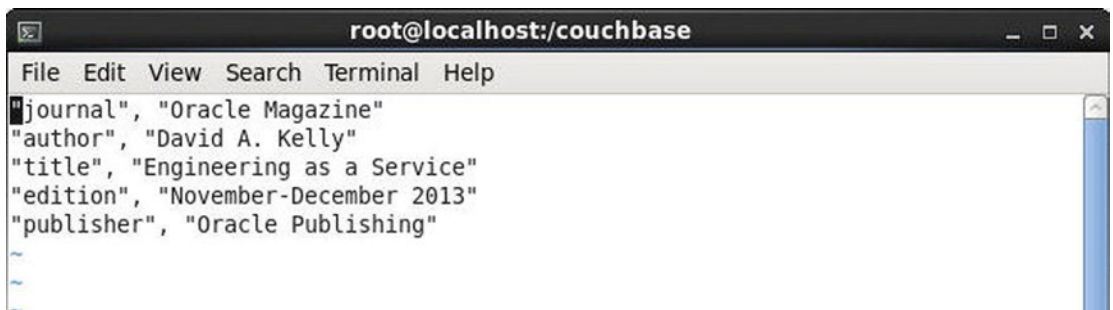 root@localhost:/couchbase
File Edit View Search Terminal Help
"journal", "Oracle Magazine"
"author", "David A. Kelly"
"title", "Engineering as a Service"
"edition", "November-December 2013"
"publisher", "Oracle Publishing"
~
~
~